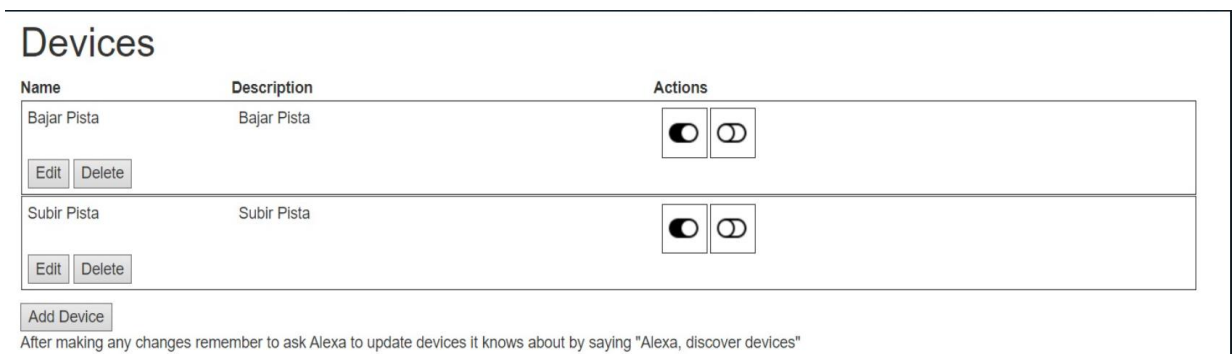 Devices
Name Description Actions
Bajar Pista Bajar Pista
Edit Delete
Subir Pista Subir Pista
Edit Delete
Add Device
After making any changes remember to ask Alexa to update devices it knows about by saying "Alexa, discover devices"